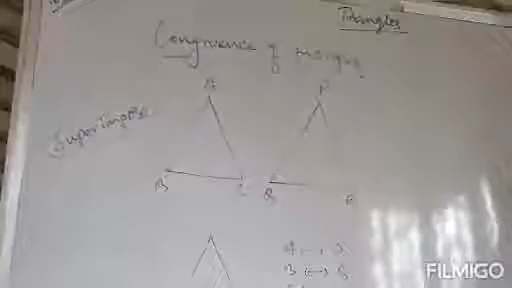 Triangles
Congruence of triangles
Superimpose
A P
B C Q R
A ↔ P
B ↔ Q
FILMIGO